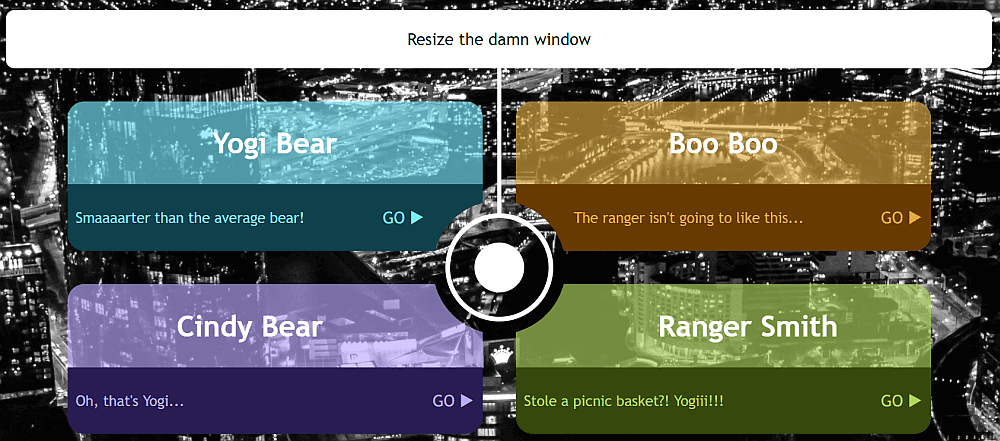 Resize the damn window
Yogi Bear
Smaaaarter than the average bear!
GO ▶
Boo Boo
The ranger isn't going to like this...
GO ▶
Cindy Bear
Oh, that's Yogi...
GO ▶
Ranger Smith
Stole a picnic basket?! Yogiii!!!
GO ▶